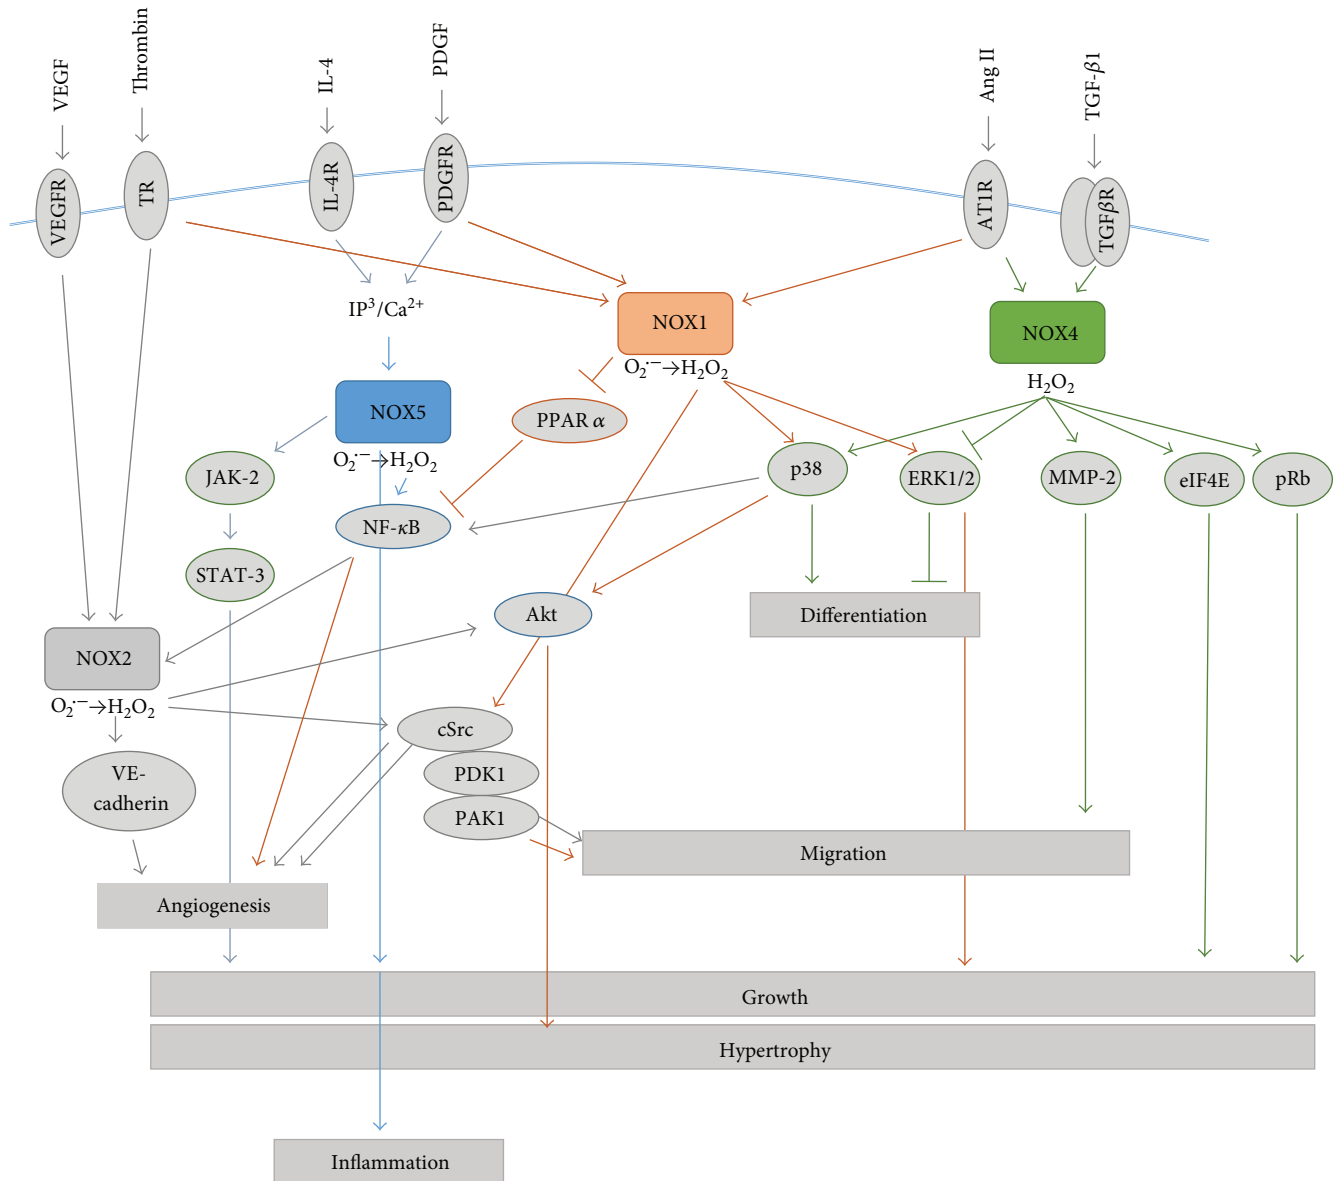 VEGF
Thrombin
IL-4
PDGF
Ang II
TGF-β1
VEGFR
TR
IL-4R
PDGFR
AT1R
TGFβR
IP³/Ca²⁺
NOX1
O₂·⁻→H₂O₂
NOX4
H₂O₂
NOX5
O₂·⁻→H₂O₂
PPAR α
JAK-2
p38
ERK1/2
MMP-2
eIF4E
pRb
NF-κB
STAT-3
Akt
Differentiation
NOX2
O₂·⁻→H₂O₂
cSrc
VE-
cadherin
PDK1
PAK1
Migration
Angiogenesis
Growth
Hypertrophy
Inflammation